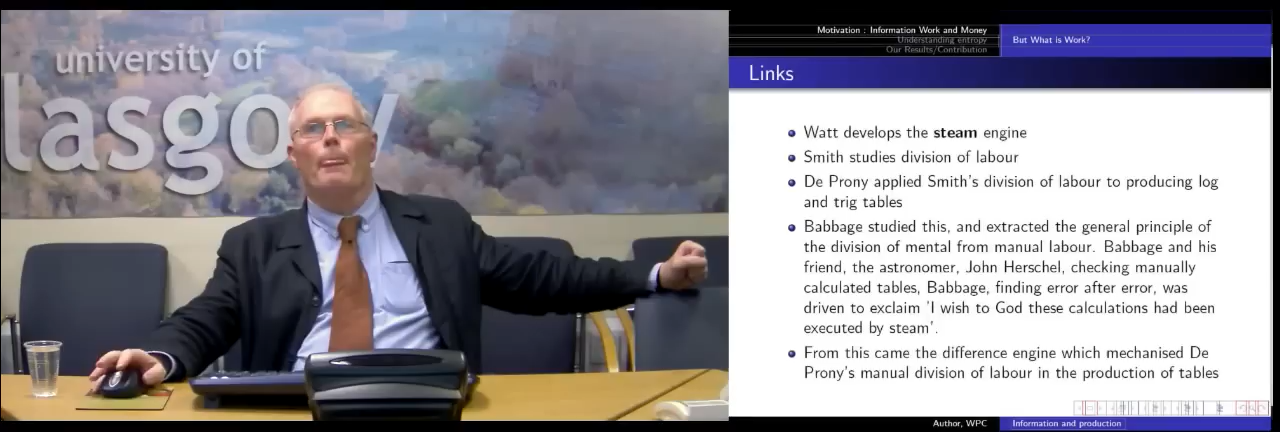 university of
lasgow
Motivation : Information Work and Money
Understanding entropy
Our Results/Contribution
But What is Work?
Links
Watt develops the steam engine
Smith studies division of labour
De Prony applied Smith's division of labour to producing log
and trig tables
Babbage studied this, and extracted the general principle of
the division of mental from manual labour. Babbage and his
friend, the astronomer, John Herschel, checking manually
calculated tables, Babbage, finding error after error, was
driven to exclaim 'I wish to God these calculations had been
executed by steam'.
From this came the difference engine which mechanised De
Prony's manual division of labour in the production of tables
Author, WPC
Information and production